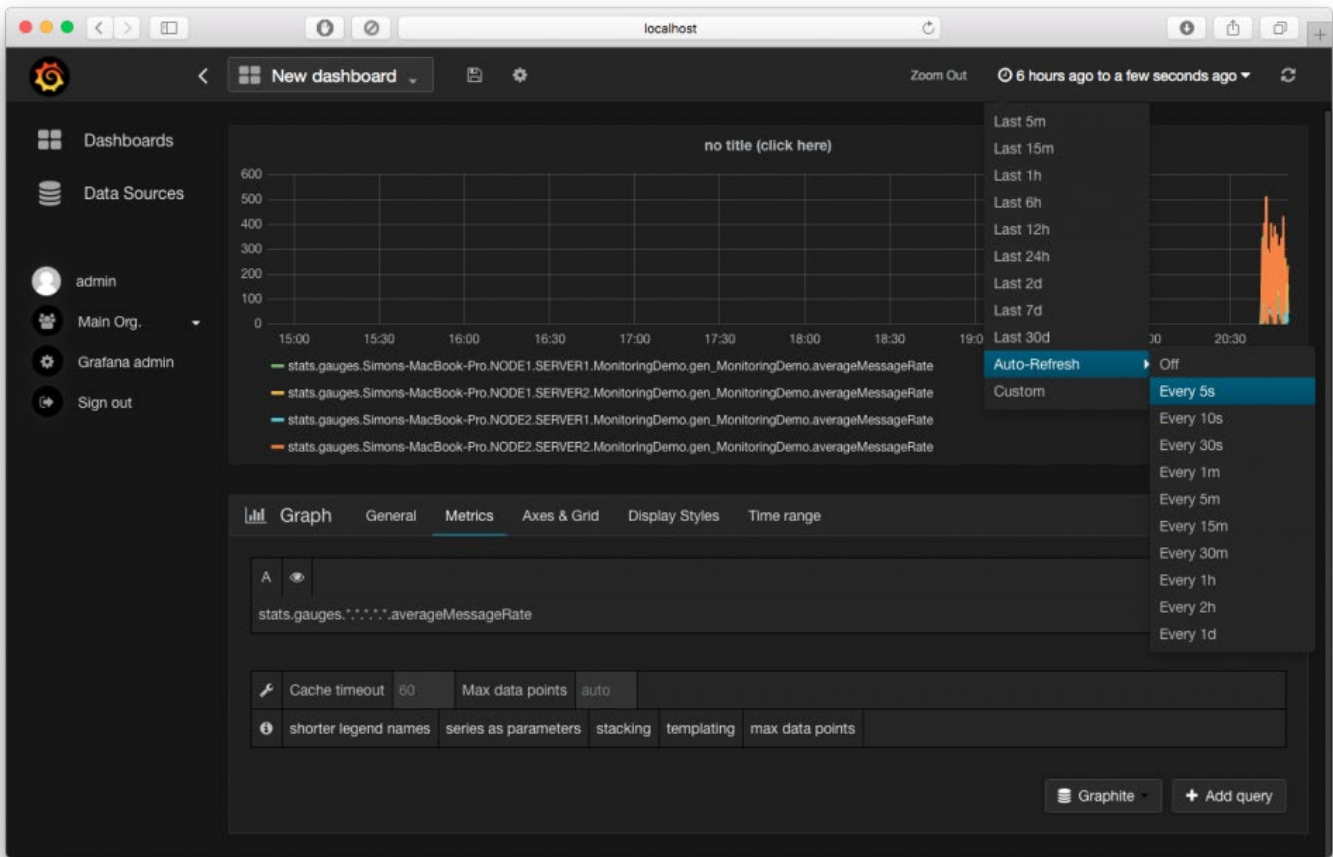 localhost
New dashboard
Zoom Out
6 hours ago to a few seconds ago
Dashboards
Data Sources
admin
Main Org.
Grafana admin
Sign out
no title (click here)
600
500
400
300
200
100
0
15:00 15:30 16:00 16:30 17:00 17:30 18:00 18:30 19:0 00 20:30
stats.gauges.Simons-MacBook-Pro.NODE1.SERVER1.MonitoringDemo.gen_MonitoringDemo.averageMessageRate
stats.gauges.Simons-MacBook-Pro.NODE1.SERVER2.MonitoringDemo.gen_MonitoringDemo.averageMessageRate
stats.gauges.Simons-MacBook-Pro.NODE2.SERVER1.MonitoringDemo.gen_MonitoringDemo.averageMessageRate
stats.gauges.Simons-MacBook-Pro.NODE2.SERVER2.MonitoringDemo.gen_MonitoringDemo.averageMessageRate
Last 5m
Last 15m
Last 1h
Last 6h
Last 12h
Last 24h
Last 2d
Last 7d
Last 30d
Auto-Refresh
Custom
Off
Every 5s
Every 10s
Every 30s
Every 1m
Every 5m
Every 15m
Every 30m
Every 1h
Every 2h
Every 1d
Graph General Metrics Axes & Grid Display Styles Time range
A
stats.gauges.*.*.*.*.*.averageMessageRate
Cache timeout 60 Max data points auto
shorter legend names series as parameters stacking templating max data points
Graphite + Add query